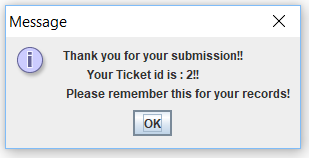 Message
Thank you for your submission!!
Your Ticket id is : 2!!
Please remember this for your records!
OK